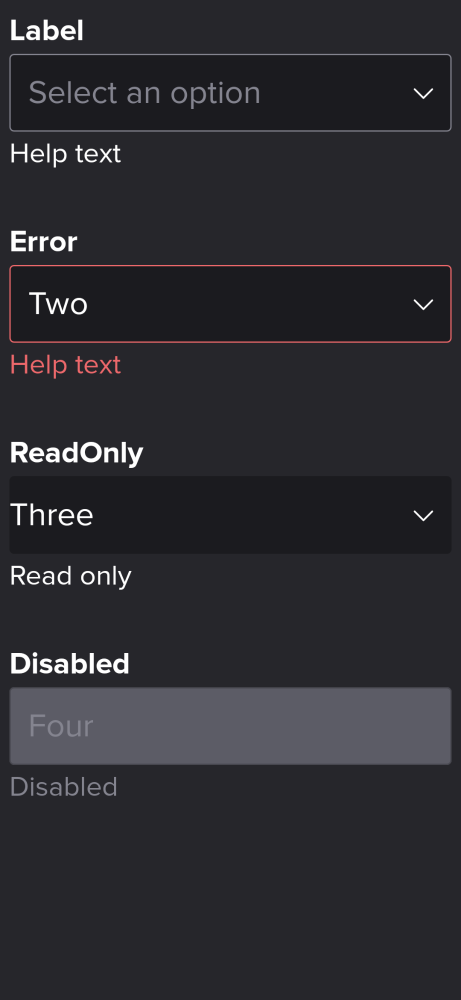 Label
Select an option
Help text
Error
Two
Help text
ReadOnly
Three
Read only
Disabled
Four
Disabled